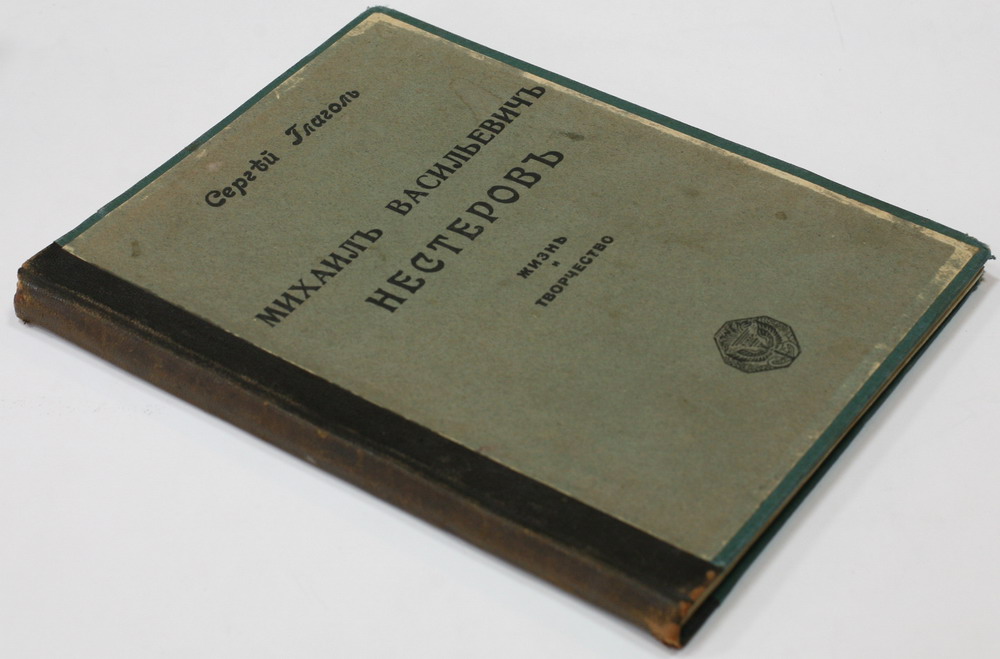 Сергѣй Глаголь
МИХАИЛЪ ВАСИЛЬЕВИЧЪ
НЕСТЕРОВЪ
ЖИЗНЬ
и
ТВОРЧЕСТВО